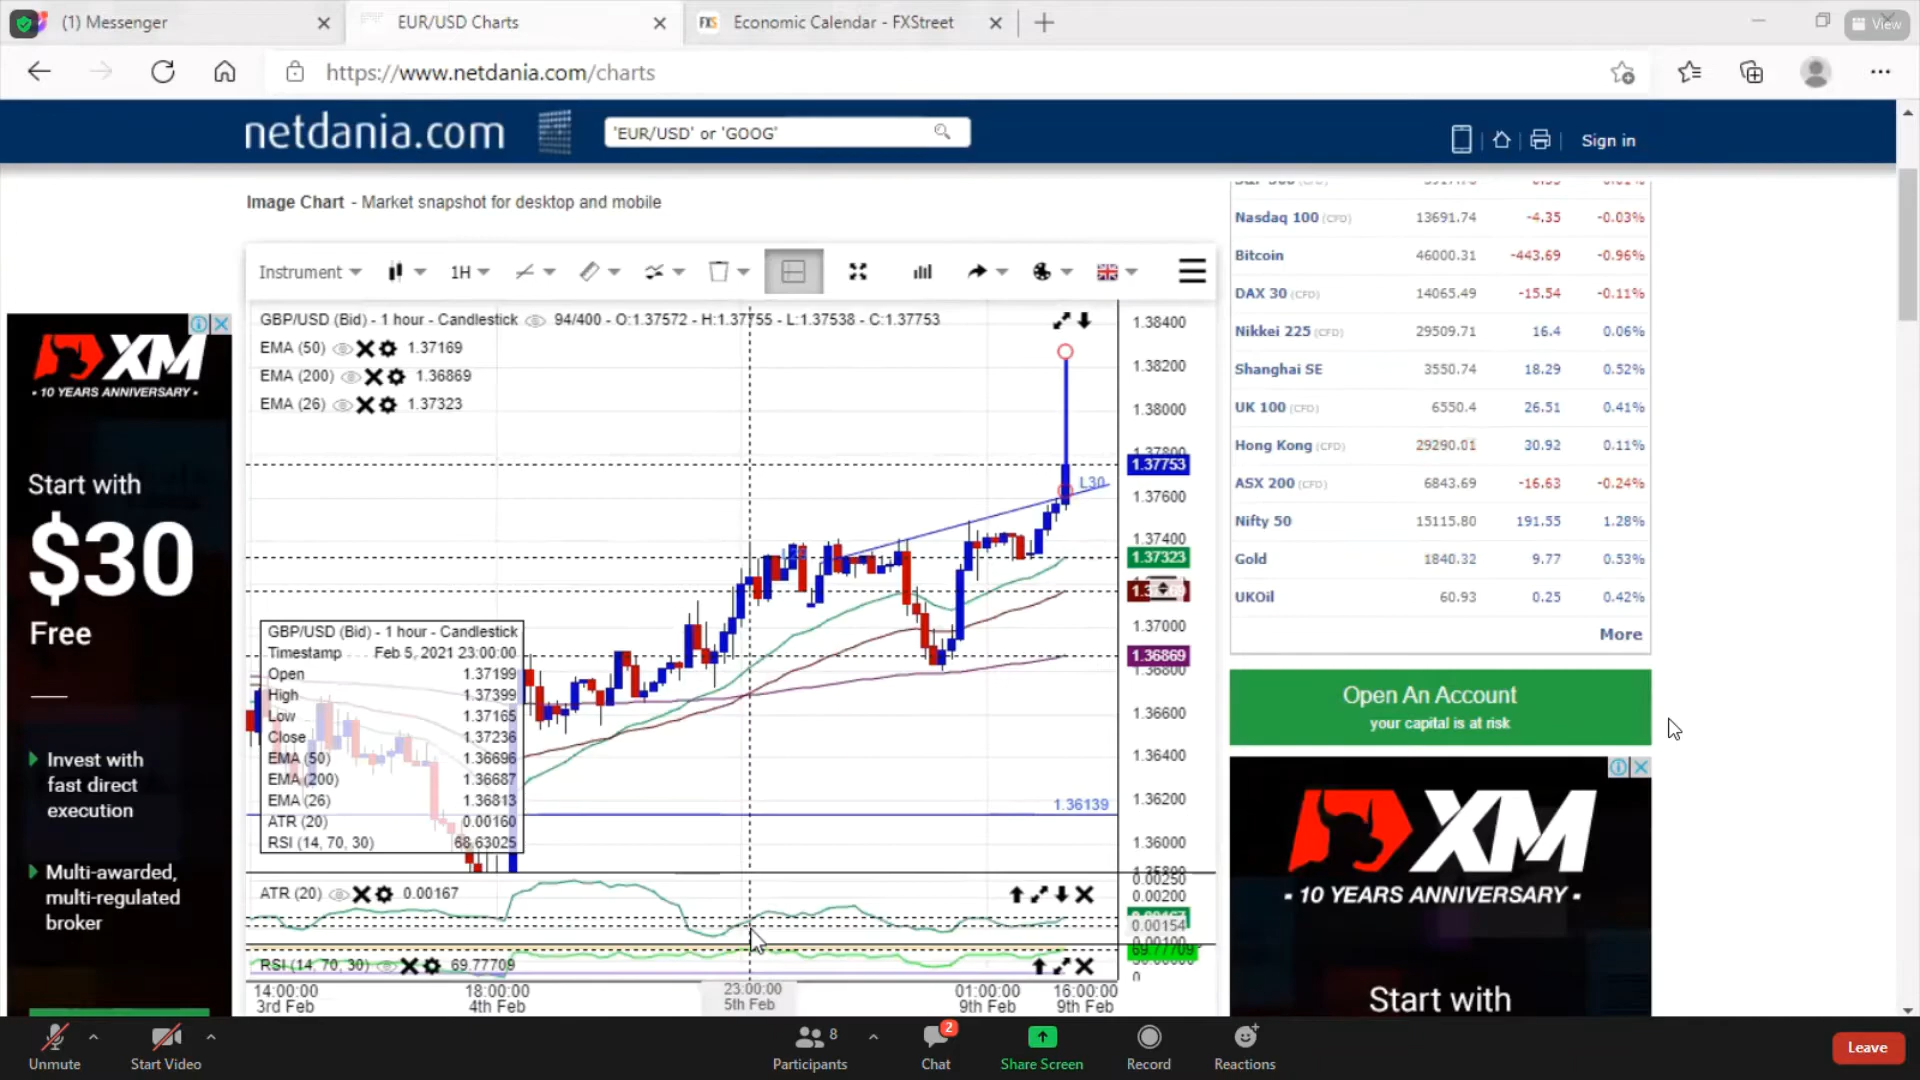 (1) Messenger
EUR/USD Charts
FXS Economic Calendar - FXStreet
View
https://www.netdania.com/charts
netdania.com
'EUR/USD' or 'GOOG'
Sign in
Image Chart - Market snapshot for desktop and mobile
Instrument
1H
GBP/USD (Bid) - 1 hour - Candlestick 94/400 - O:1.37572 - H:1.37755 - L:1.37538 - C:1.37753
EMA (50) 1.37169
EMA (200) 1.36869
EMA (26) 1.37323
L30
1.36139
1.38400
1.38200
1.38000
1.37753
1.37600
1.37400
1.37323
1.37000
1.36869
1.36800
1.36600
1.36400
1.36200
1.36000
GBP/USD (Bid) - 1 hour - Candlestick
Timestamp Feb 5, 2021 23:00:00
Open 1.37199
High 1.37399
Low 1.37165
Close 1.37236
EMA (50) 1.36696
EMA (200) 1.36687
EMA (26) 1.36813
ATR (20) 0.00160
RSI (14, 70, 30) 68.63025
ATR (20) 0.00167
0.00250
0.00200
0.00154
RSI (14, 70, 30) 69.77709
69.77709
0
14:00:00
3rd Feb
18:00:00
4th Feb
23:00:00
5th Feb
01:00:00
9th Feb
16:00:00
9th Feb
Nasdaq 100 (CFD) 13691.74 -4.35 -0.03%
Bitcoin 46000.31 -443.69 -0.96%
DAX 30 (CFD) 14065.49 -15.54 -0.11%
Nikkei 225 (CFD) 29509.71 16.4 0.06%
Shanghai SE 3550.74 18.29 0.52%
UK 100 (CFD) 6550.4 26.51 0.41%
Hong Kong (CFD) 29290.01 30.92 0.11%
ASX 200 (CFD) 6843.69 -16.63 -0.24%
Nifty 50 15115.80 191.55 1.28%
Gold 1840.32 9.77 0.53%
UKOil 60.93 0.25 0.42%
More
Open An Account
your capital is at risk
XM
· 10 YEARS ANNIVERSARY ·
Start with
XM
· 10 YEARS ANNIVERSARY ·
Start with
$30
Free
Invest with
fast direct
execution
Multi-awarded,
multi-regulated
broker
Unmute
Start Video
Participants 8
Chat 2
Share Screen
Record
Reactions
Leave